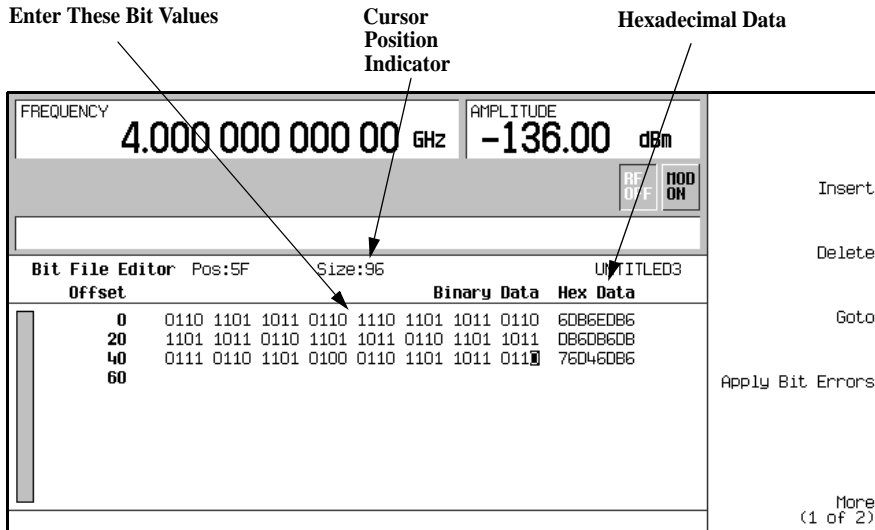 Enter These Bit Values
Cursor
Position
Indicator
Hexadecimal Data
FREQUENCY
4.000 000 000 00 GHz
AMPLITUDE
-136.00 dBm
RF
OFF
MOD
ON
Insert
Delete
Bit File Editor Pos:5F Size:96 UNTITLED3
Offset Binary Data Hex Data
0 0110 1101 1011 0110 1110 1101 1011 0110 6DB6EDB6
20 1101 1011 0110 1101 1011 0110 1101 1011 DB6DB6DB
40 0111 0110 1101 0100 0110 1101 1011 0110 76D46DB6
60
Goto
Apply Bit Errors
More
(1 of 2)